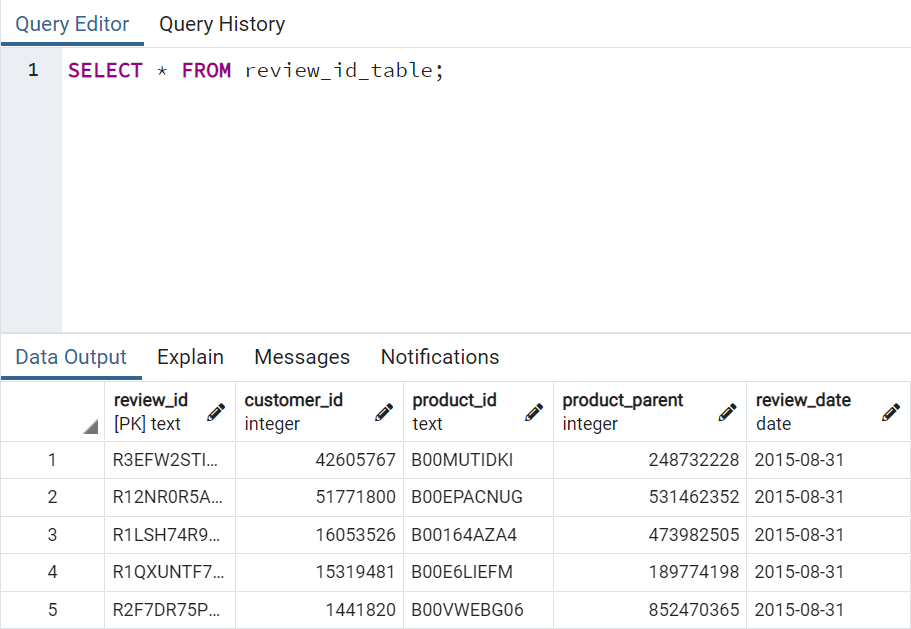 Query Editor Query History
1 SELECT * FROM review_id_table;
Data Output Explain Messages Notifications
review_id customer_id product_id product_parent review_date
[PK] text integer text integer date
1 R3EFW2STI... 42605767 B00MUTIDKI 248732228 2015-08-31
2 R12NR0R5A... 51771800 B00EPACNUG 531462352 2015-08-31
3 R1LSH74R9... 16053526 B00164AZA4 473982505 2015-08-31
4 R1QXUNTF7... 15319481 B00E6LIEFM 189774198 2015-08-31
5 R2F7DR75P... 1441820 B00VWEBG06 852470365 2015-08-31